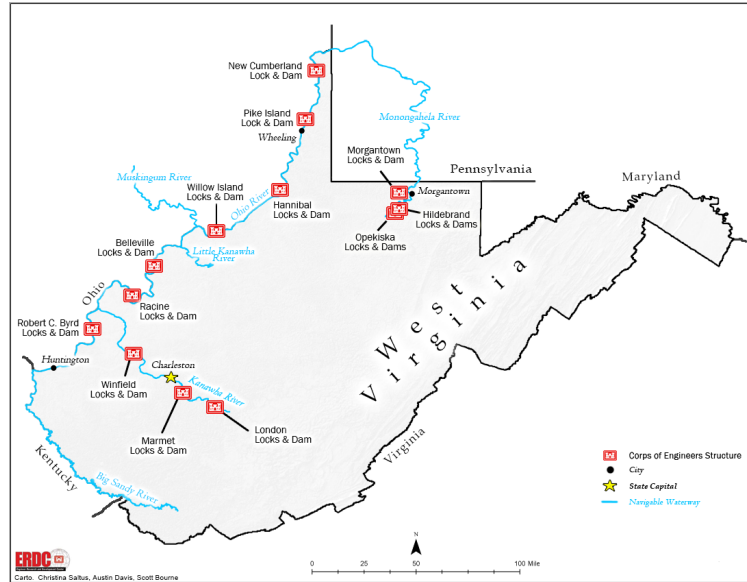 New Cumberland
Lock & Dam
Pike Island
Lock & Dam
Wheeling
Monongahela River
Morgantown
Locks & Dam
Pennsylvania
Maryland
Muskingum River
Willow Island
Locks & Dam
Ohio River
Hannibal
Locks & Dam
Morgantown
Hildebrand
Locks & Dams
Opekiska
Locks & Dams
Belleville
Locks & Dam
Little Kanawha
River
West
Virginia
Ohio
Racine
Locks & Dam
Robert C. Byrd
Locks & Dam
Huntington
Charleston
Winfield
Locks & Dam
Kanawha River
Marmet
Locks & Dam
London
Locks & Dam
Virginia
Kentucky
Big Sandy River
Corps of Engineers Structure
City
State Capital
Navigable Waterway
N
0 25 50 100 Mile
ERDC
Carto. Christina Saltus, Austin Davis, Scott Bourne